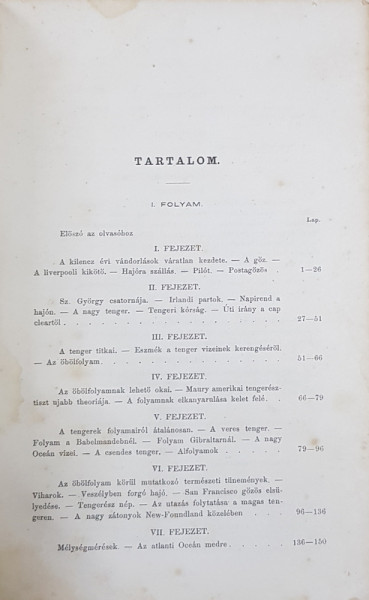 TARTALOM.
I. FOLYAM.
Lap.
Előszó az olvasóhoz
I. FEJEZET.
A kilencz évi vándorlások váratlan kezdete. — A gőz. —
A liverpooli kikötő. — Hajóra szállás. — Pilót. — Postagőzös . 1—26
II. FEJEZET.
Sz. György csatornája. — Irlandi partok. — Napirend a
hajón. — A nagy tenger. — Tengeri kórság. — Úti irány a cap
cleartól . . . . . . . . . . . . . 27—51
III. FEJEZET.
A tenger titkai. — Eszmék a tenger vizeinek kerengéséről.
— Az öbölfolyam . . . . . . . . . . . 51—66
IV. FEJEZET.
Az öbölfolyamnak lehető okai. — Maury amerikai tengerész-
tiszt ujabb theoriája. — A folyamnak elkanyarulása kelet felé . 66—79
V. FEJEZET.
A tengerek folyamairól átalánosan. — A veres tenger. —
Folyam a Babelmandebnél. — Folyam Gibraltarnál. — A nagy
Oceán vizei. — A csendes tenger. — Alfolyamok . . . . . 79—96
VI. FEJEZET.
Az öbölfolyam körül mutatkozó természeti tünemények. —
Viharok. — Veszélyben forgó hajó. — San Francisco gőzös elsü-
lyedése. — Tengerész nép. — Az utazás folytatása a magas ten-
geren. — A nagy zátonyok New-Foundland közelében . . . 96—136
VII. FEJEZET.
Mélységmérések. — Az atlanti Oceán medre . . . . . 136—150